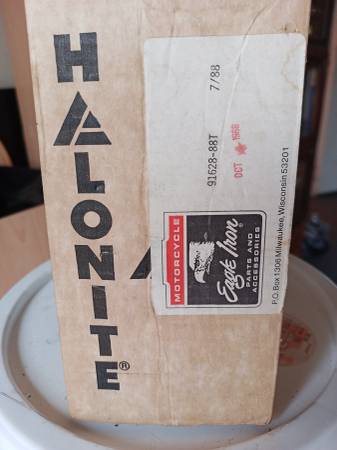 HALONITE®
91628-88T 7/88
OCT ★ 1988
MOTORCYCLE
Eagle Iron®
PARTS AND
ACCESSORIES
P.O. Box 1306 Milwaukee, Wisconsin 53201